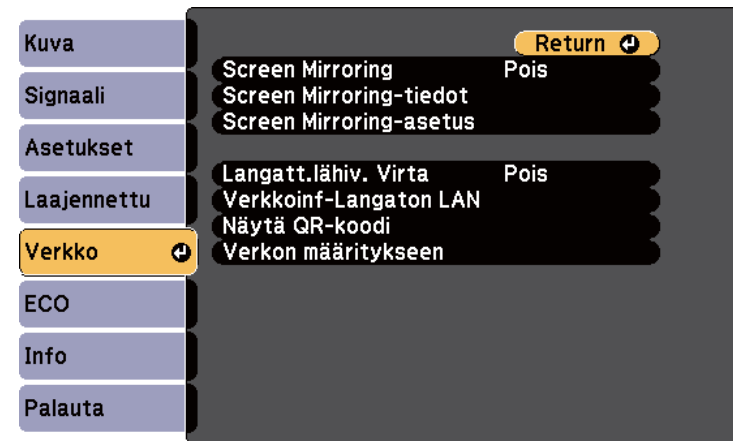 Kuva
Signaali
Asetukset
Laajennettu
Verkko
ECO
Info
Palauta
Return
Screen Mirroring Pois
Screen Mirroring-tiedot
Screen Mirroring-asetus
Langatt.lähiv. Virta Pois
Verkkoinf-Langaton LAN
Näytä QR-koodi
Verkon määritykseen